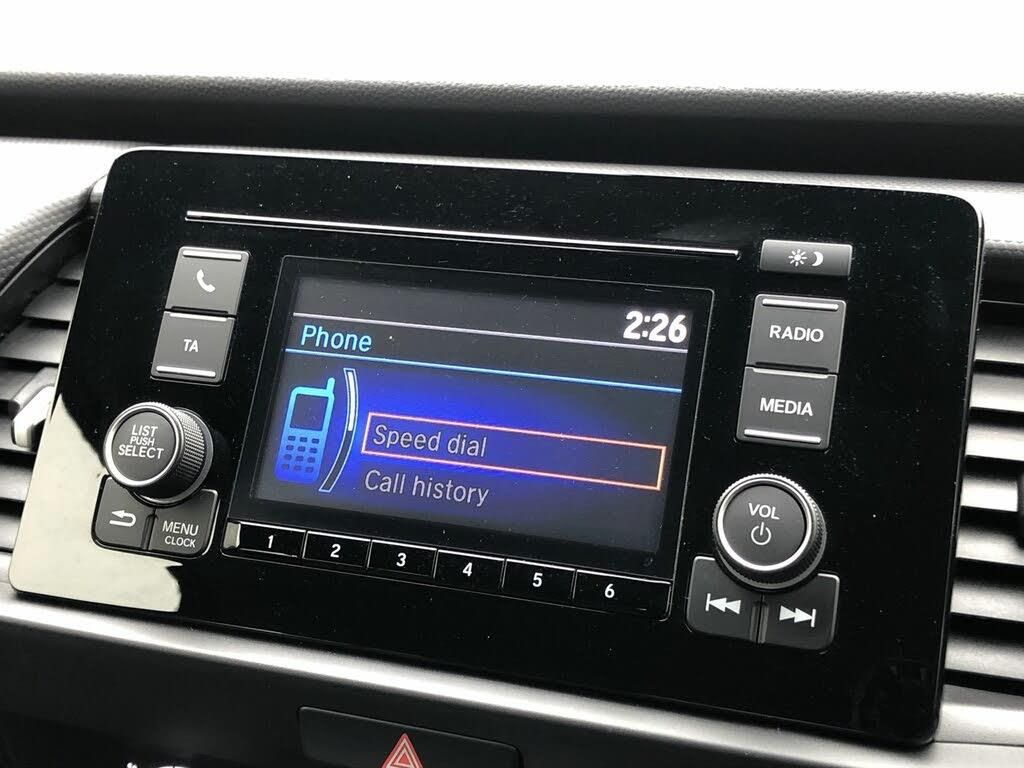 2:26
Phone
Speed dial
Call history
TA
LIST
PUSH
SELECT
MENU
CLOCK
1 2 3 4 5 6
RADIO
MEDIA
VOL